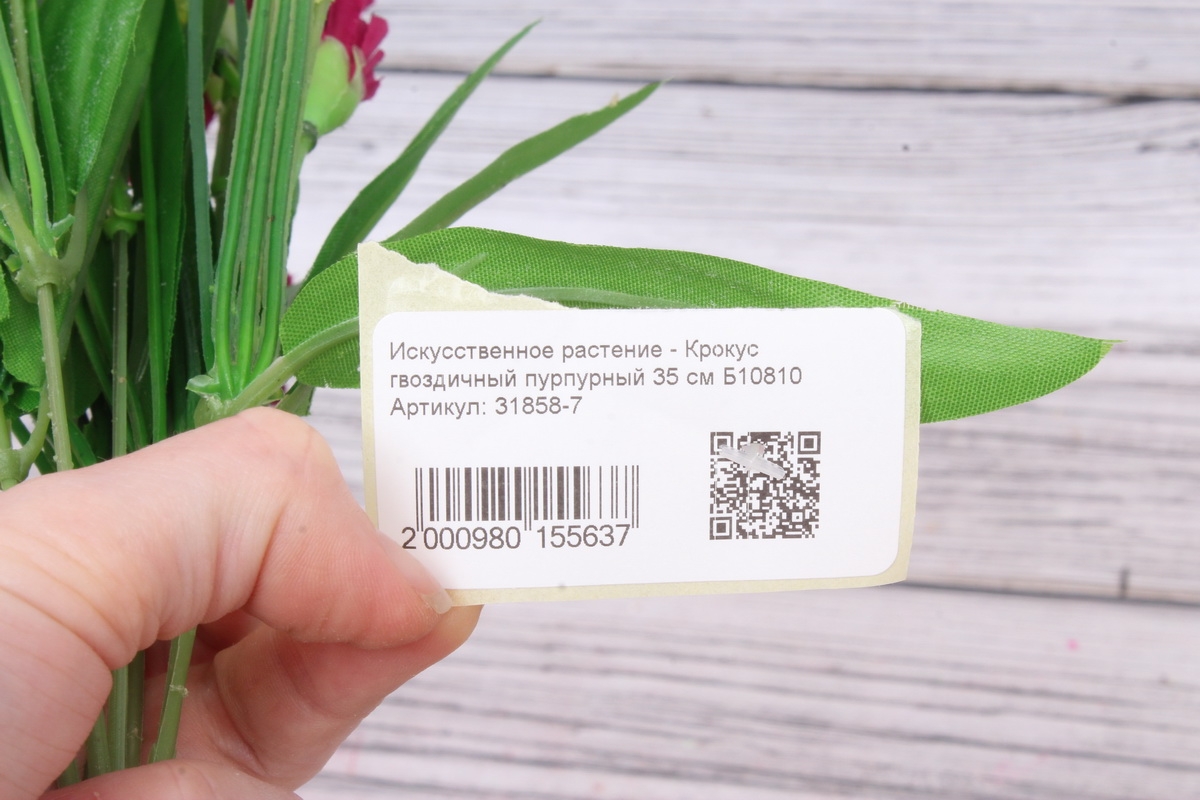 Искусственное растение - Крокус
гвоздичный пурпурный 35 см Б10810
Артикул: 31858-7
2 000980 155637